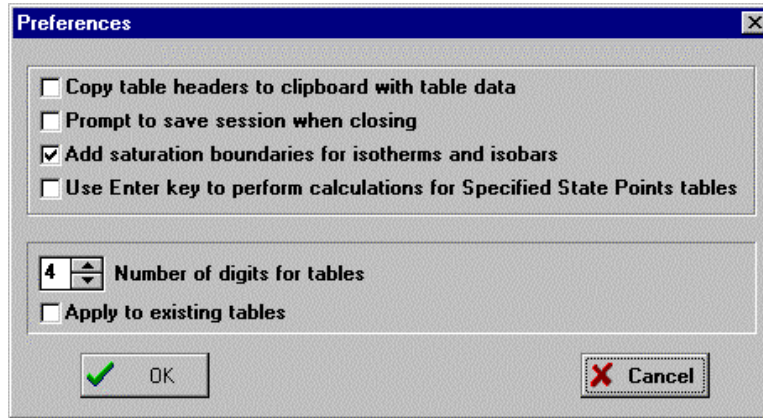 Preferences
Copy table headers to clipboard with table data
Prompt to save session when closing
Add saturation boundaries for isotherms and isobars
Use Enter key to perform calculations for Specified State Points tables
4 Number of digits for tables
Apply to existing tables
OK Cancel